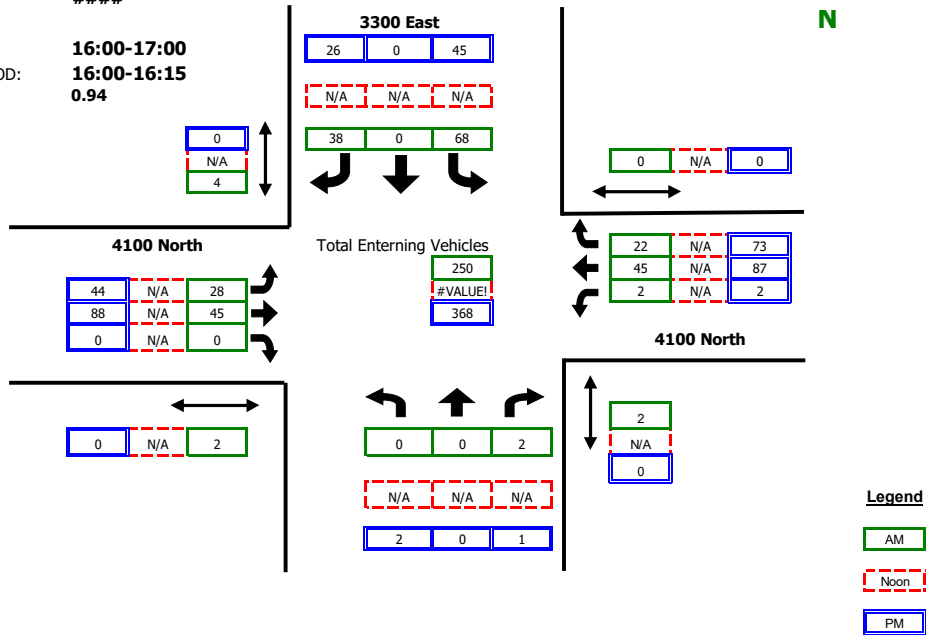 ####
3300 East
N
26 0 45
16:00-17:00
0D: 16:00-16:15
0.94
N/A N/A N/A
0
N/A
4
38 0 68
0 N/A 0
4100 North
Total Enterning Vehicles
250
#VALUE!
368
22 N/A 73
45 N/A 87
2 N/A 2
44 N/A 28
88 N/A 45
0 N/A 0
4100 North
0 N/A 2
0 0 2
2
N/A
0
N/A N/A N/A
2 0 1
Legend
AM
Noon
PM